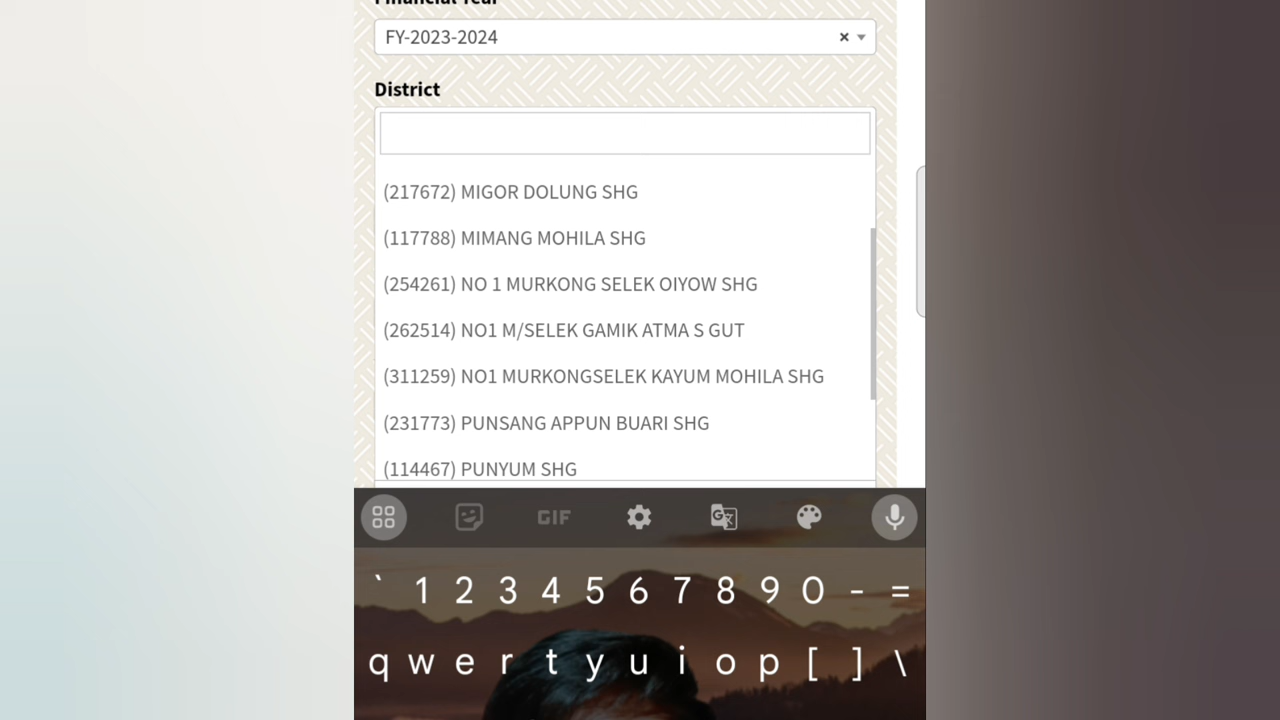 Financial Year
FY-2023-2024 ×
District
(217672) MIGOR DOLUNG SHG
(117788) MIMANG MOHILA SHG
(254261) NO 1 MURKONG SELEK OIYOW SHG
(262514) NO1 M/SELEK GAMIK ATMA S GUT
(311259) NO1 MURKONGSELEK KAYUM MOHILA SHG
(231773) PUNSANG APPUN BUARI SHG
(114467) PUNYUM SHG
GIF
` 1 2 3 4 5 6 7 8 9 0 - =
q w e r t y u i o p [ ] \